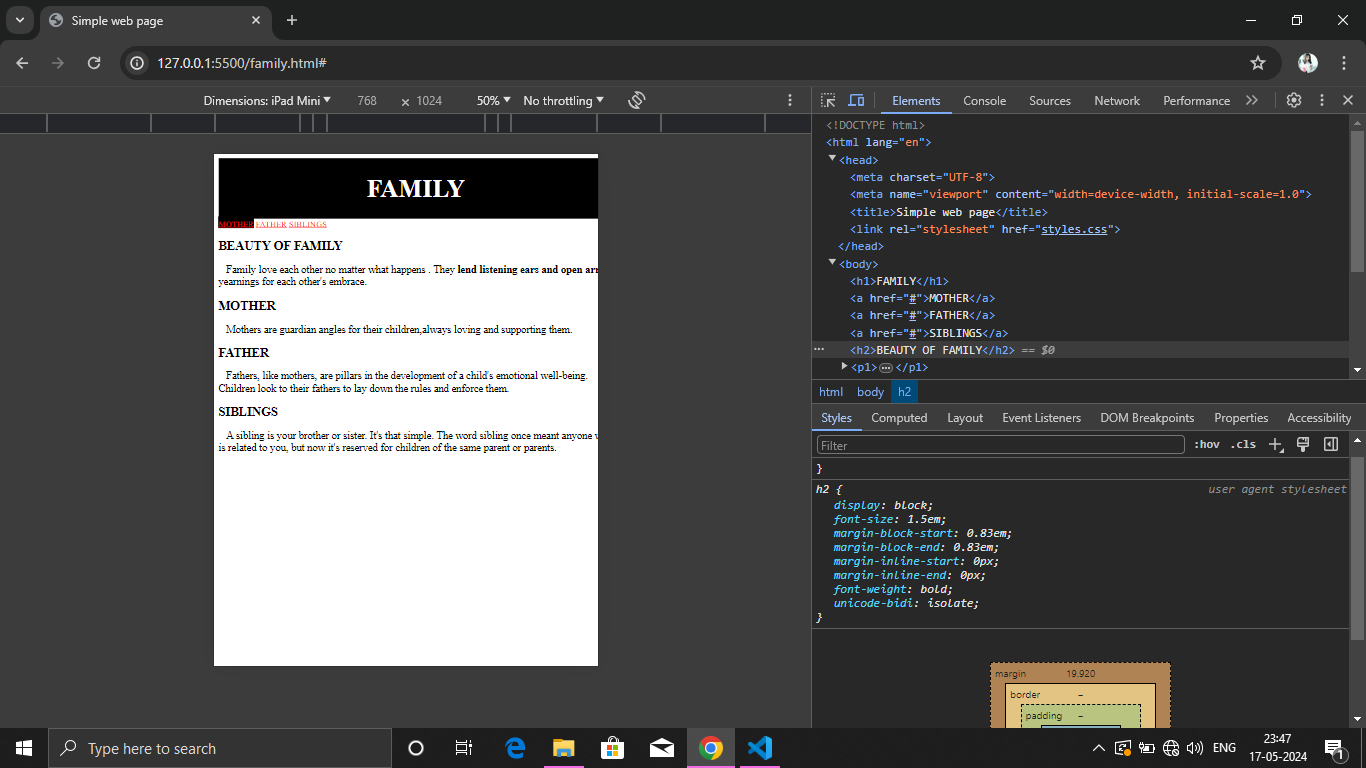 Simple web page
127.0.0.1:5500/family.html#
Dimensions: iPad Mini 768 × 1024 50% No throttling
FAMILY
MOTHER FATHER SIBLINGS
BEAUTY OF FAMILY
Family love each other no matter what happens . They lend listening ears and open arr
yearnings for each other's embrace.
MOTHER
Mothers are guardian angles for their children,always loving and supporting them.
FATHER
Fathers, like mothers, are pillars in the development of a child's emotional well-being.
Children look to their fathers to lay down the rules and enforce them.
SIBLINGS
A sibling is your brother or sister. It's that simple. The word sibling once meant anyone
is related to you, but now it's reserved for children of the same parent or parents.
Elements Console Sources Network Performance
<!DOCTYPE html>
<html lang="en">
<head>
<meta charset="UTF-8">
<meta name="viewport" content="width=device-width, initial-scale=1.0">
<title>Simple web page</title>
<link rel="stylesheet" href="styles.css">
</head>
<body>
<h1>FAMILY</h1>
<a href="#">MOTHER</a>
<a href="#">FATHER</a>
<a href="#">SIBLINGS</a>
... <h2>BEAUTY OF FAMILY</h2> == $0
<p1>…</p1>
html body h2
Styles Computed Layout Event Listeners DOM Breakpoints Properties Accessibility
Filter :hov .cls
}
h2 { user agent stylesheet
display: block;
font-size: 1.5em;
margin-block-start: 0.83em;
margin-block-end: 0.83em;
margin-inline-start: 0px;
margin-inline-end: 0px;
font-weight: bold;
unicode-bidi: isolate;
}
margin 19.920
border –
padding –
Type here to search
ENG
23:47
17-05-2024
1